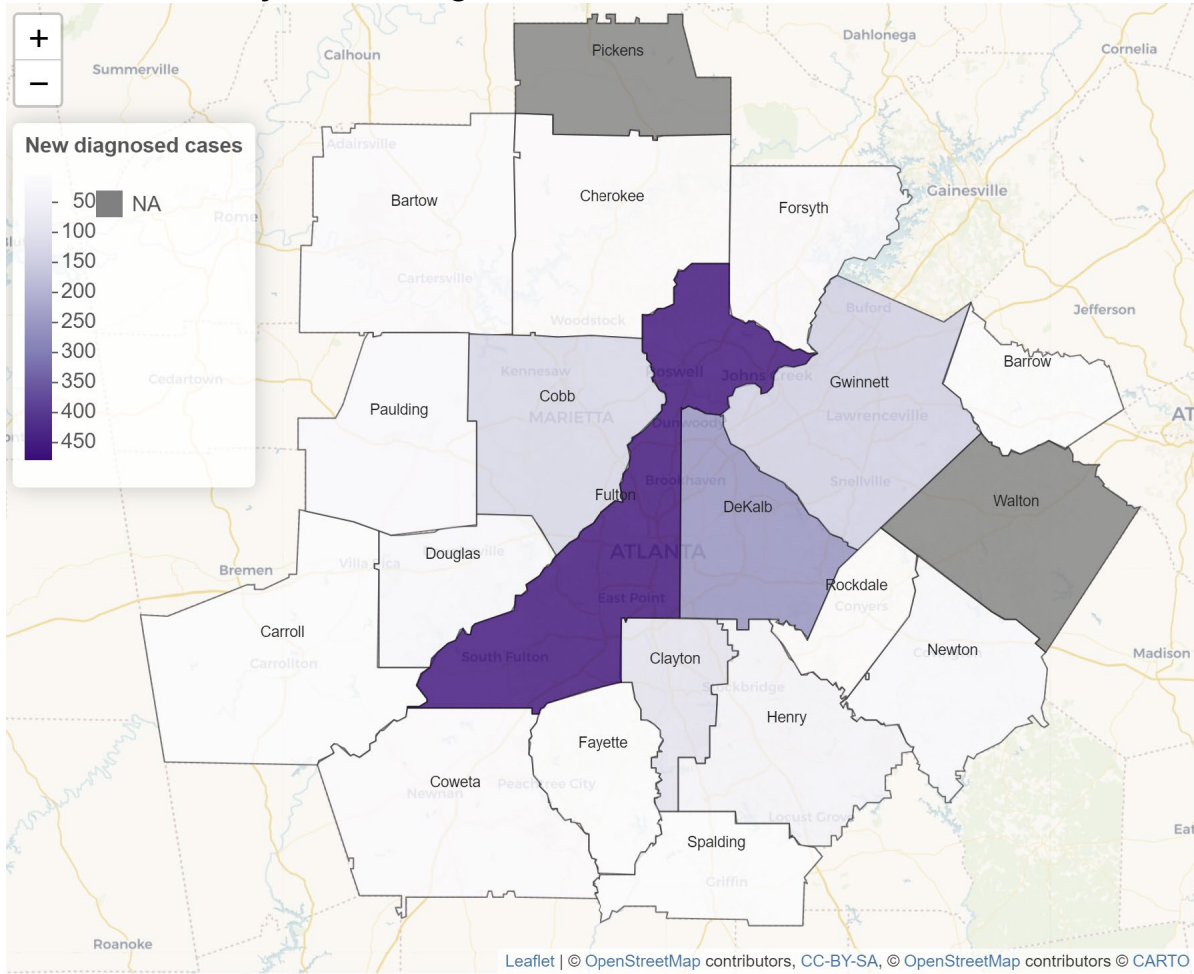 +
−
New diagnosed cases
50
NA
100
150
200
250
300
350
400
450
Summerville
Calhoun
Pickens
Dahlonega
Cornelia
Adairsville
Bartow
Cherokee
Forsyth
Gainesville
Rome
Cartersville
Woodstock
Buford
Jefferson
Cedartown
Kennesaw
Roswell
Johns Creek
Barrow
Cobb
MARIETTA
Gwinnett
Lawrenceville
Paulding
Dunwoody
AT
Brookhaven
Snellville
Fulton
DeKalb
Walton
Douglas
ATLANTA
Villa Rica
Bremen
Rockdale
East Point
Conyers
Carroll
Carrollton
South Fulton
Clayton
Newton
Madison
Stockbridge
Henry
Fayette
Coweta
Peachtree City
Newnan
Locust Grove
Spalding
Eat
Griffin
Roanoke
Leaflet | © OpenStreetMap contributors, CC-BY-SA, © OpenStreetMap contributors © CARTO